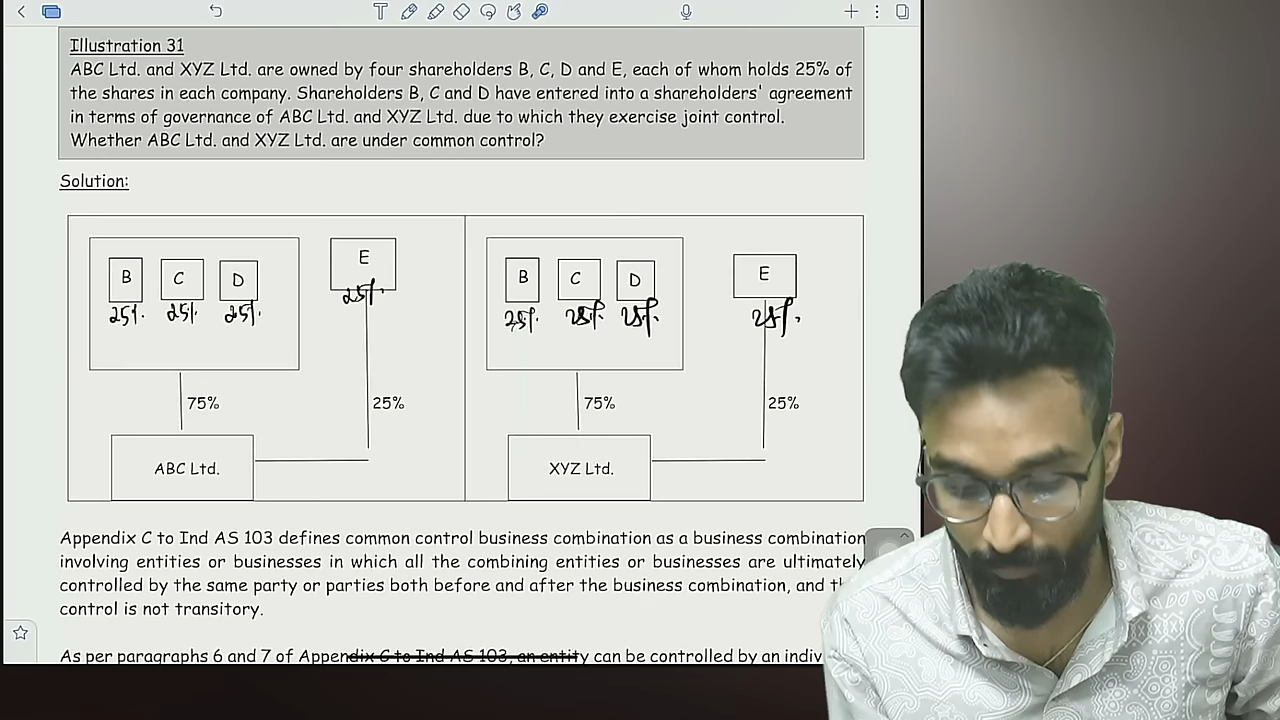 Illustration 31
ABC Ltd. and XYZ Ltd. are owned by four shareholders B, C, D and E, each of whom holds 25% of
the shares in each company. Shareholders B, C and D have entered into a shareholders' agreement
in terms of governance of ABC Ltd. and XYZ Ltd. due to which they exercise joint control.
Whether ABC Ltd. and XYZ Ltd. are under common control?
Solution:
B C D E
25% 25% 25% 25%
75% 25%
ABC Ltd.
B C D E
25% 25% 25% 25%
75% 25%
XYZ Ltd.
Appendix C to Ind AS 103 defines common control business combination as a business combination
involving entities or businesses in which all the combining entities or businesses are ultimately
controlled by the same party or parties both before and after the business combination, and
control is not transitory.
As per paragraphs 6 and 7 of Appendix C to Ind AS 103, an entity can be controlled by an